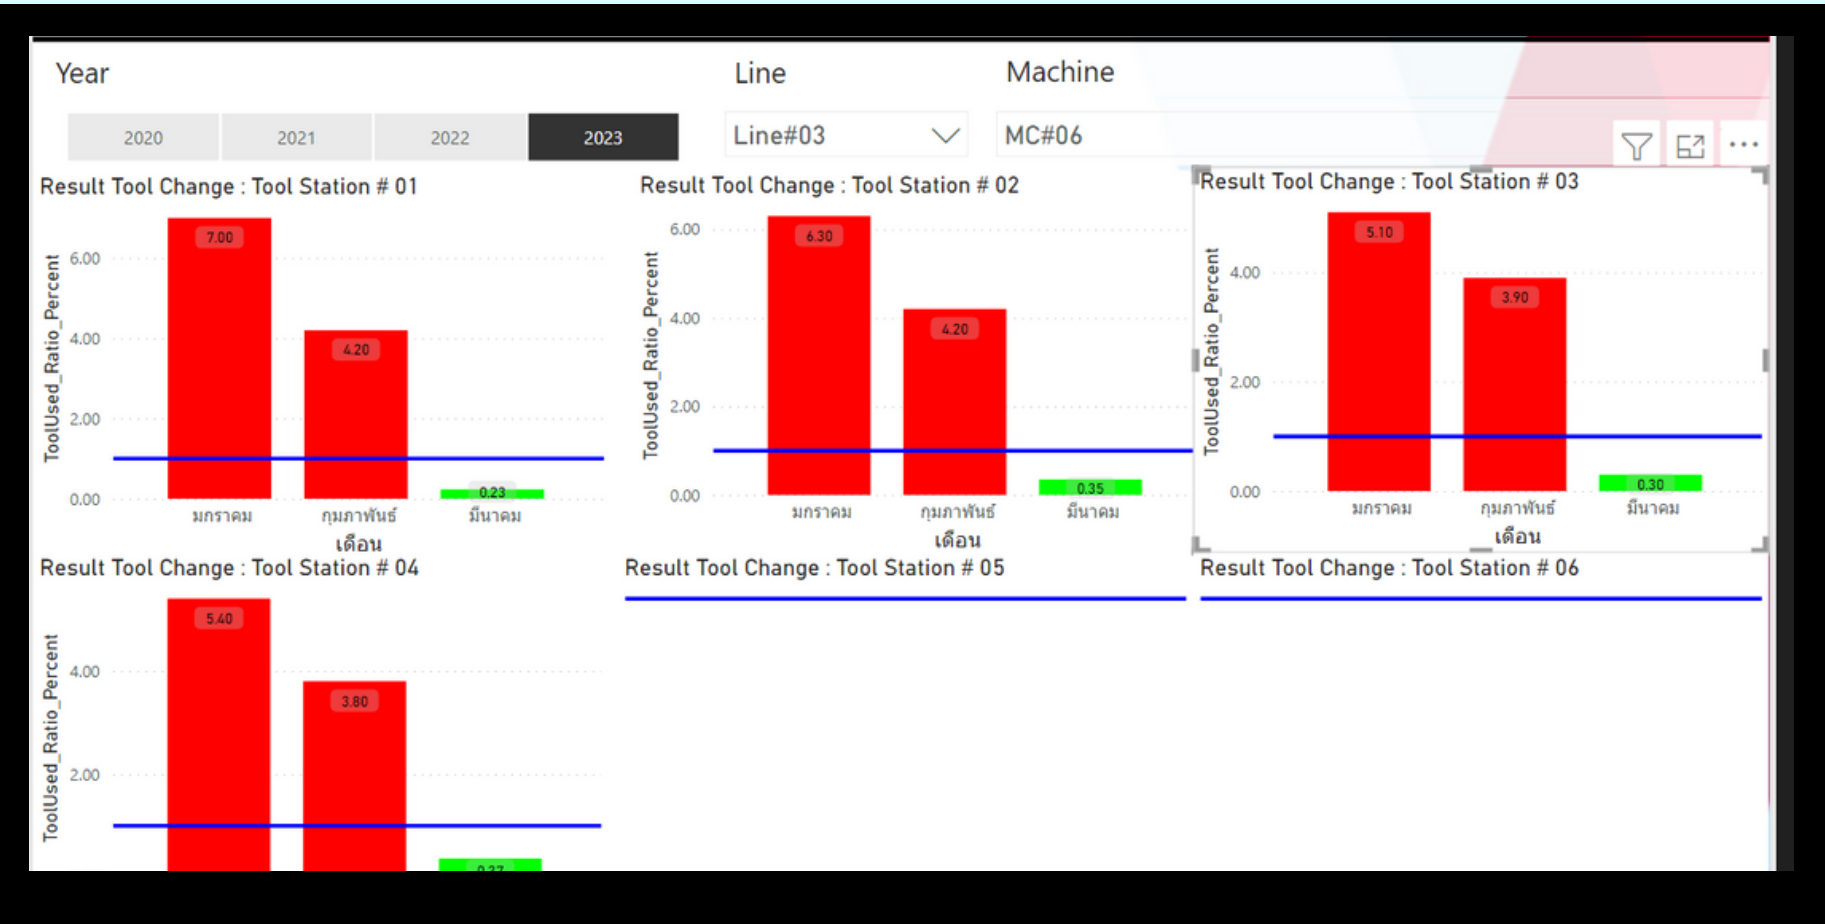 Year
Line
Machine
2020
2021
2022
2023
Line#03
MC#06
Result Tool Change : Tool Station # 01
ToolUsed_Ratio_Percent
6.00
4.00
2.00
0.00
7.00
4.20
0.23
มกราคม
กุมภาพันธ์
มีนาคม
เดือน
Result Tool Change : Tool Station # 02
ToolUsed_Ratio_Percent
6.00
4.00
2.00
0.00
6.30
4.20
0.35
มกราคม
กุมภาพันธ์
มีนาคม
เดือน
Result Tool Change : Tool Station # 03
ToolUsed_Ratio_Percent
4.00
2.00
0.00
5.10
3.90
0.30
มกราคม
กุมภาพันธ์
มีนาคม
เดือน
Result Tool Change : Tool Station # 04
ToolUsed_Ratio_Percent
4.00
2.00
5.40
3.80
Result Tool Change : Tool Station # 05
Result Tool Change : Tool Station # 06